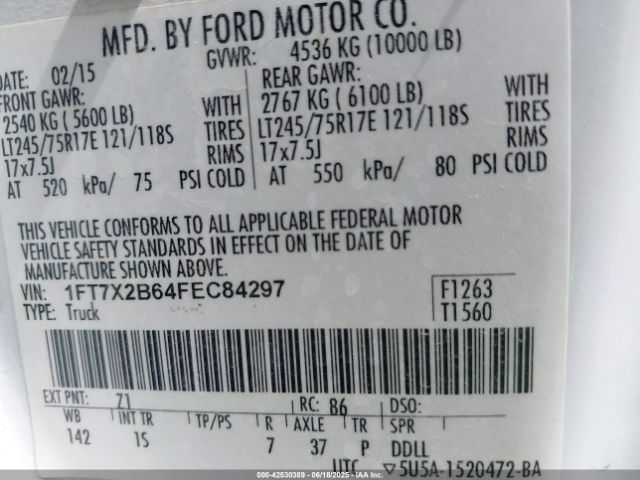 MFD. BY FORD MOTOR CO.
DATE: 02/15 GVWR: 4536 KG (10000 LB)
FRONT GAWR: REAR GAWR:
2540 KG ( 5600 LB) WITH 2767 KG ( 6100 LB) WITH
LT245/75R17E 121/118S TIRES LT245/75R17E 121/118S TIRES
17x7.5J RIMS 17x7.5J RIMS
AT 520 kPa/ 75 PSI COLD AT 550 kPa/ 80 PSI COLD
THIS VEHICLE CONFORMS TO ALL APPLICABLE FEDERAL MOTOR
VEHICLE SAFETY STANDARDS IN EFFECT ON THE DATE OF
MANUFACTURE SHOWN ABOVE.
VIN: 1FT7X2B64FEC84297 F1263
TYPE: Truck T1560
EXT PNT: Z1 RC: 86 DSO:
WB INT TR TP/PS R AXLE TR SPR
142 15 7 37 P DDLL
UTC ▽5U5A-1520472-BA
© COPART - 42530389 - 06/18/2025 - IAAI